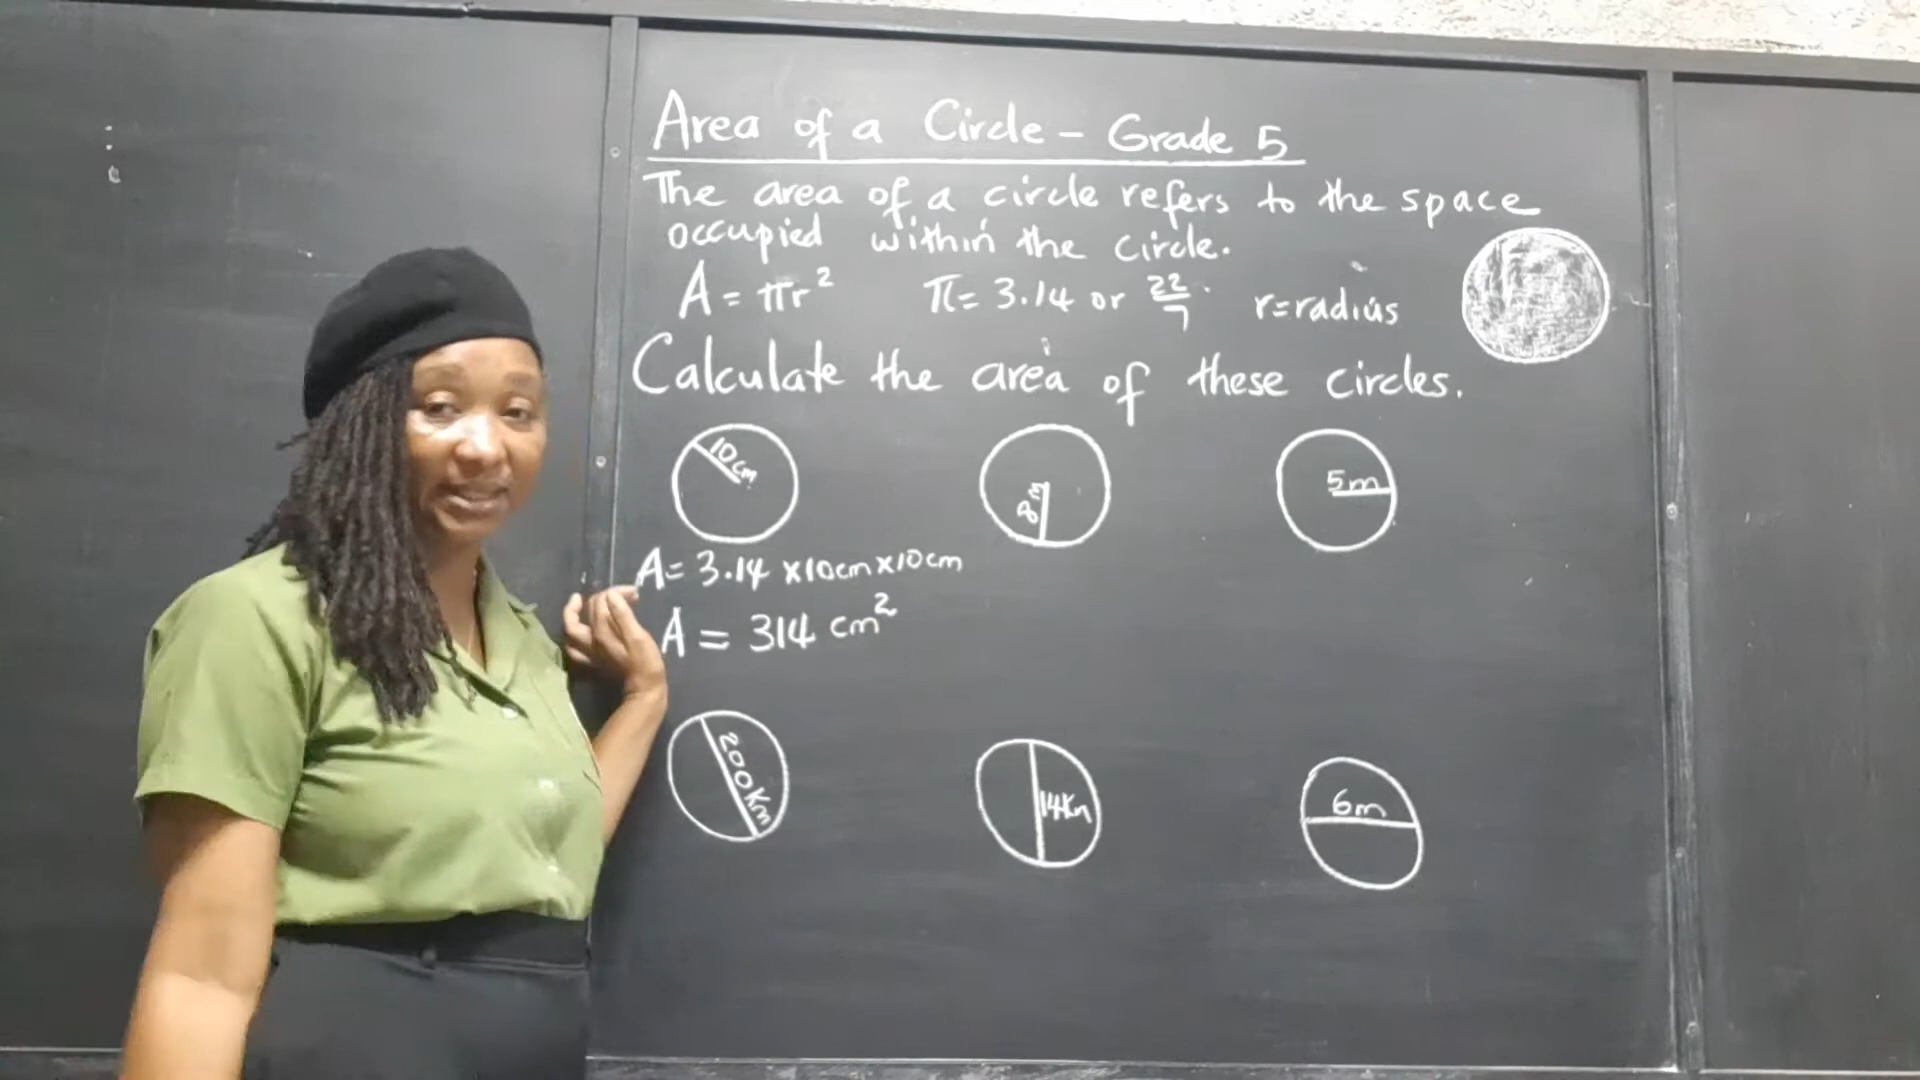 Area of a Circle - Grade 5
The area of a circle refers to the space
occupied within the circle.
A = πr² π = 3.14 or 22/7 r = radius
Calculate the area of these circles.
10cm 8m 5m
A = 3.14 x 10cm x 10cm
A = 314 cm²
200Km 14Km 6m